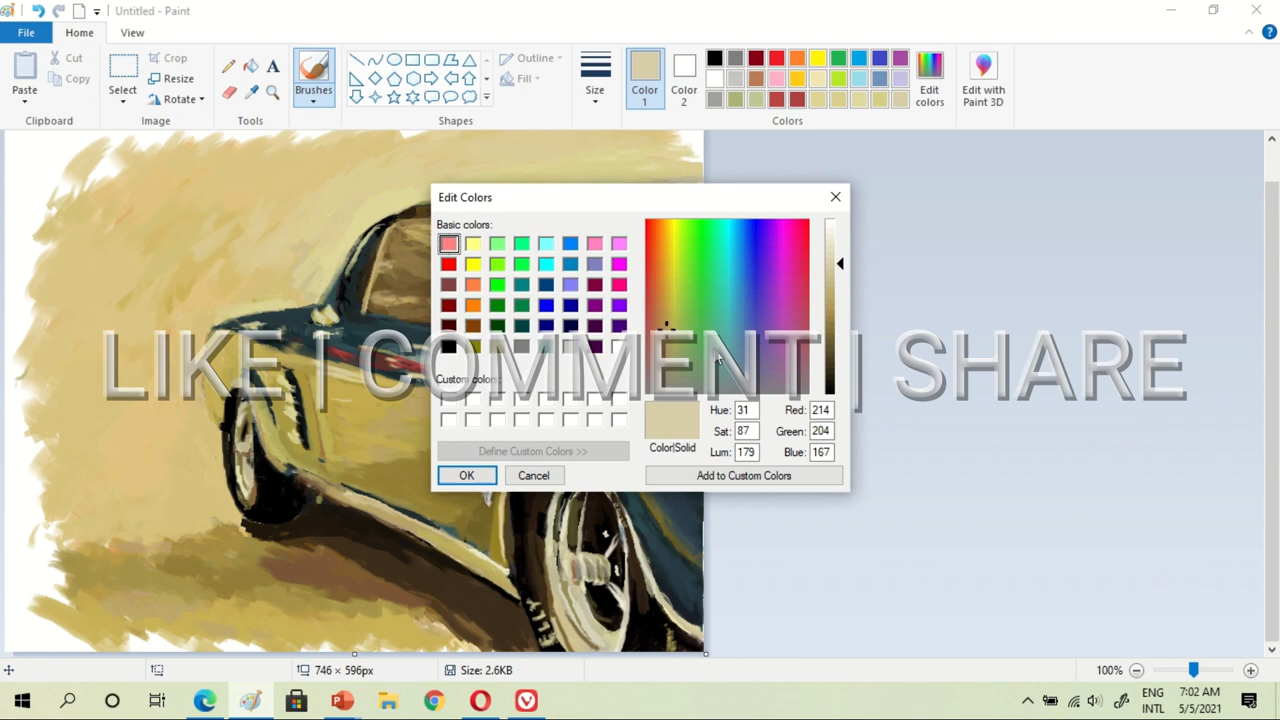 Untitled - Paint
File Home View
Cut
Copy
Paste
Clipboard
Crop
Resize
Rotate
Select
Image
Tools
Brushes
Outline
Fill
Shapes
Size
Color 1
Color 2
Edit colors
Colors
Edit with Paint 3D
Edit Colors
Basic colors:
LIKE | COMMENT | SHARE
Custom colors:
Define Custom Colors >>
OK Cancel
Color|Solid
Hue: 31 Red: 214
Sat: 87 Green: 204
Lum: 179 Blue: 167
Add to Custom Colors
746 × 596px Size: 2.6KB 100%
ENG
INTL
7:02 AM
5/5/2021